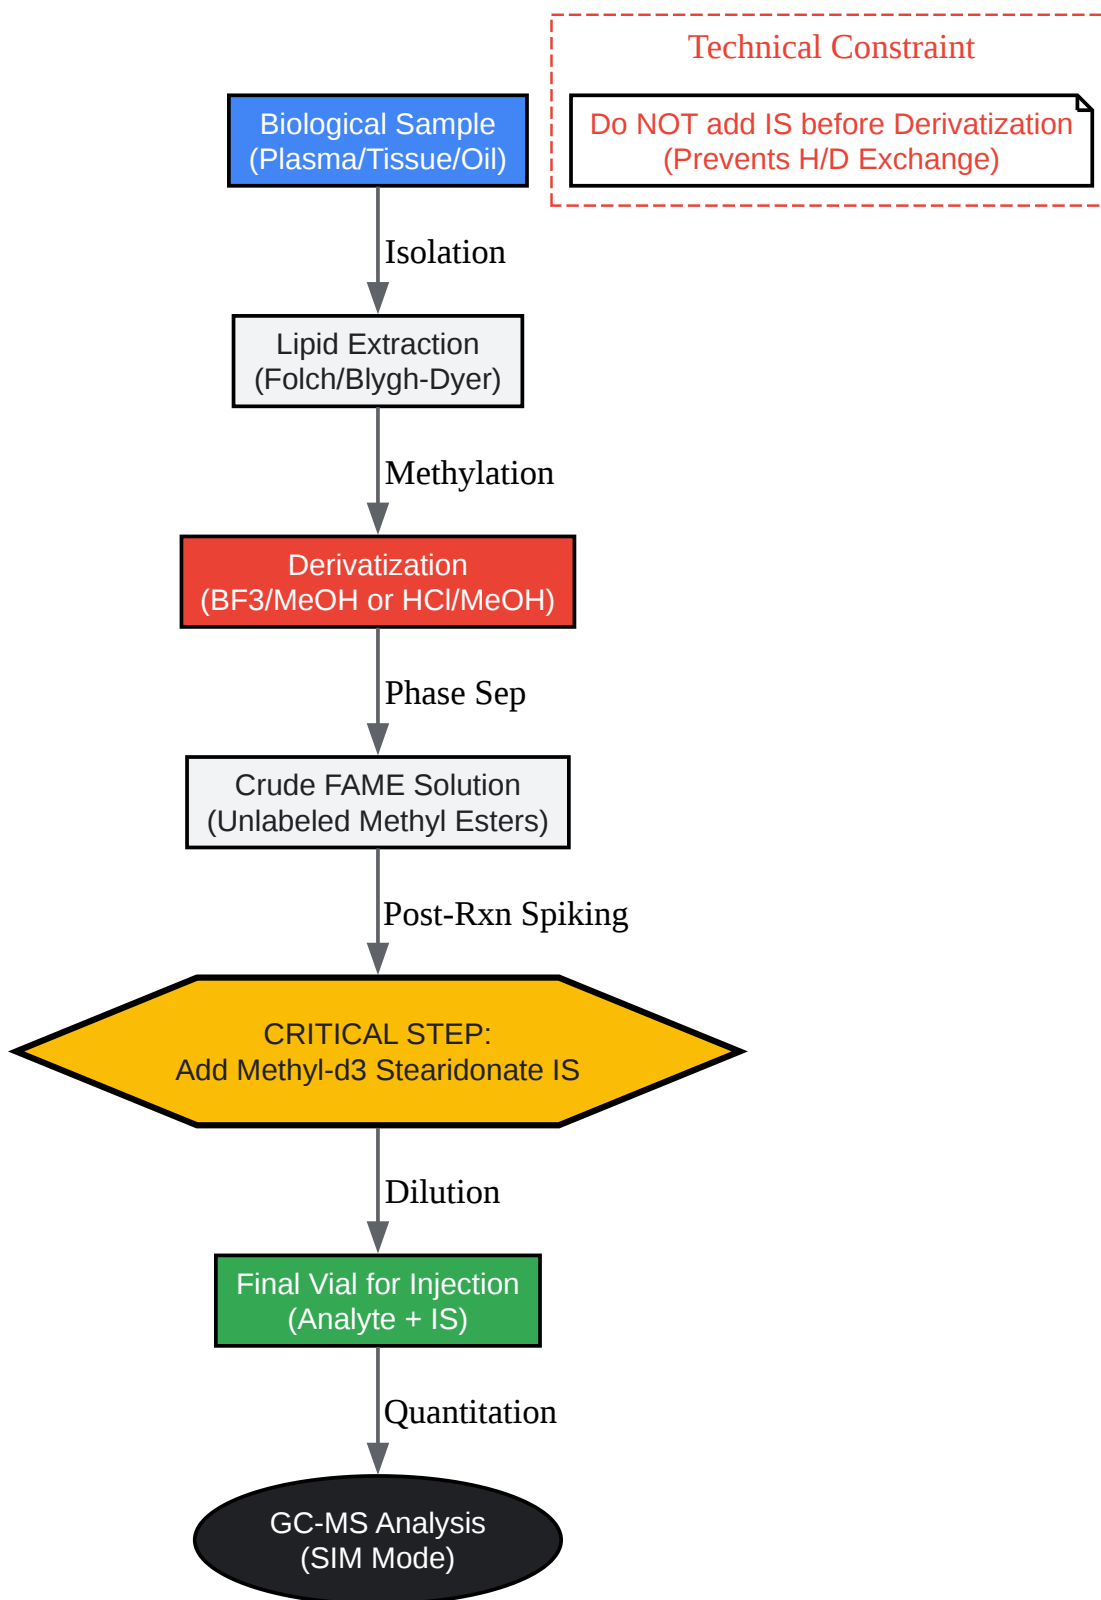 Technical Constraint
Biological Sample
(Plasma/Tissue/Oil)
Do NOT add IS before Derivatization
(Prevents H/D Exchange)
Isolation
Lipid Extraction
(Folch/Blygh-Dyer)
Methylation
Derivatization
(BF3/MeOH or HCl/MeOH)
Phase Sep
Crude FAME Solution
(Unlabeled Methyl Esters)
Post-Rxn Spiking
CRITICAL STEP:
Add Methyl-d3 Stearidonate IS
Dilution
Final Vial for Injection
(Analyte + IS)
Quantitation
GC-MS Analysis
(SIM Mode)